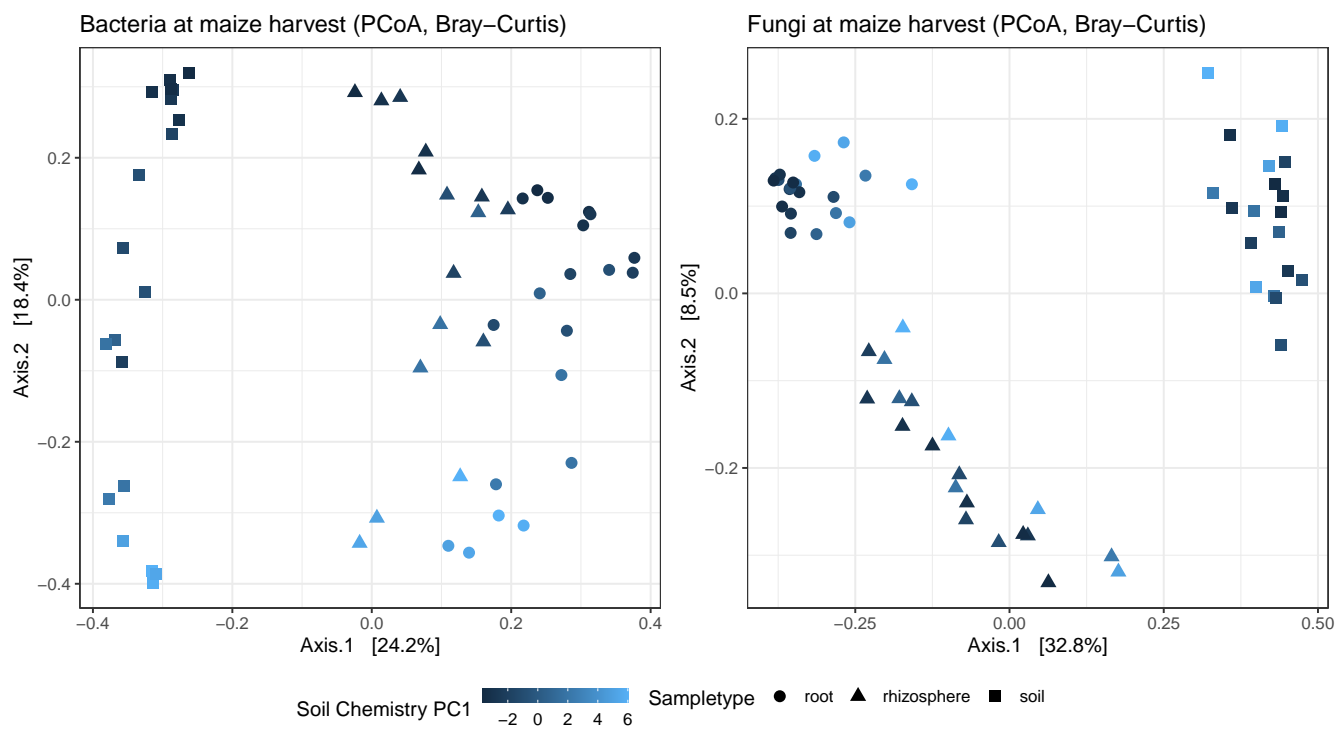 Bacteria at maize harvest (PCoA, Bray−Curtis)
0.2
0.0
−0.2
−0.4
Axis.2 [18.4%]
−0.4 −0.2 0.0 0.2 0.4
Axis.1 [24.2%]
Fungi at maize harvest (PCoA, Bray−Curtis)
0.2
0.0
−0.2
Axis.2 [8.5%]
−0.25 0.00 0.25 0.50
Axis.1 [32.8%]
Soil Chemistry PC1
−2 0 2 4 6
Sampletype root rhizosphere soil